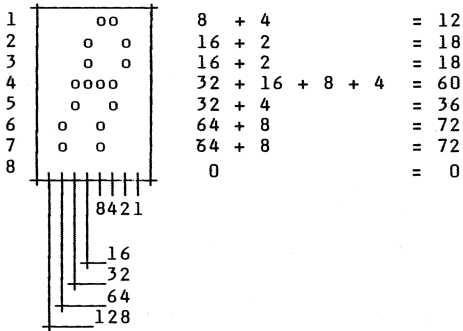 1 oo 8 + 4 = 12
2 o o 16 + 2 = 18
3 o o 16 + 2 = 18
4 oooo 32 + 16 + 8 + 4 = 60
5 o o 32 + 4 = 36
6 o o 64 + 8 = 72
7 o o 64 + 8 = 72
8 0 = 0
8421
16
32
64
128